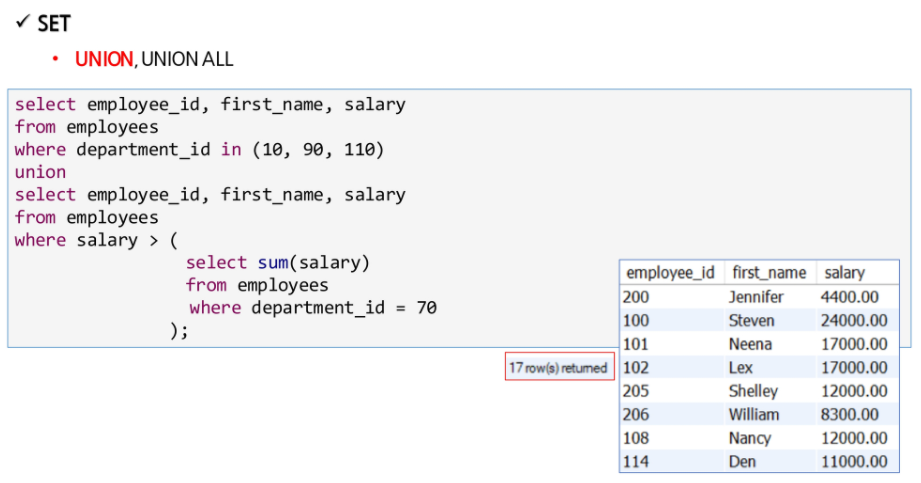 ✓ SET
• UNION, UNION ALL
select employee_id, first_name, salary
from employees
where department_id in (10, 90, 110)
union
select employee_id, first_name, salary
from employees
where salary > (
select sum(salary)
from employees
where department_id = 70
);
17 row(s) returned
employee_id first_name salary
200 Jennifer 4400.00
100 Steven 24000.00
101 Neena 17000.00
102 Lex 17000.00
205 Shelley 12000.00
206 William 8300.00
108 Nancy 12000.00
114 Den 11000.00